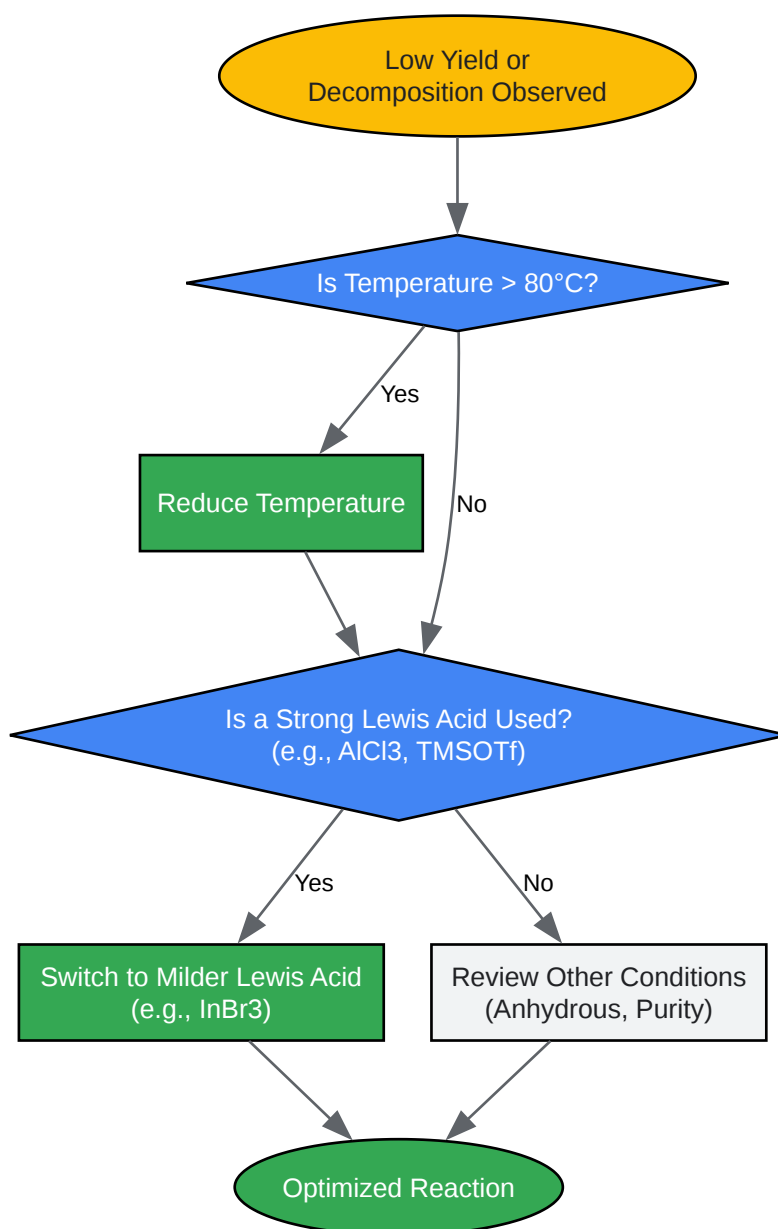 Low Yield or
Decomposition Observed
Is Temperature > 80°C?
Yes
Reduce Temperature
No
Is a Strong Lewis Acid Used?
(e.g., AlCl3, TMSOTf)
Yes
No
Switch to Milder Lewis Acid
(e.g., InBr3)
Review Other Conditions
(Anhydrous, Purity)
Optimized Reaction